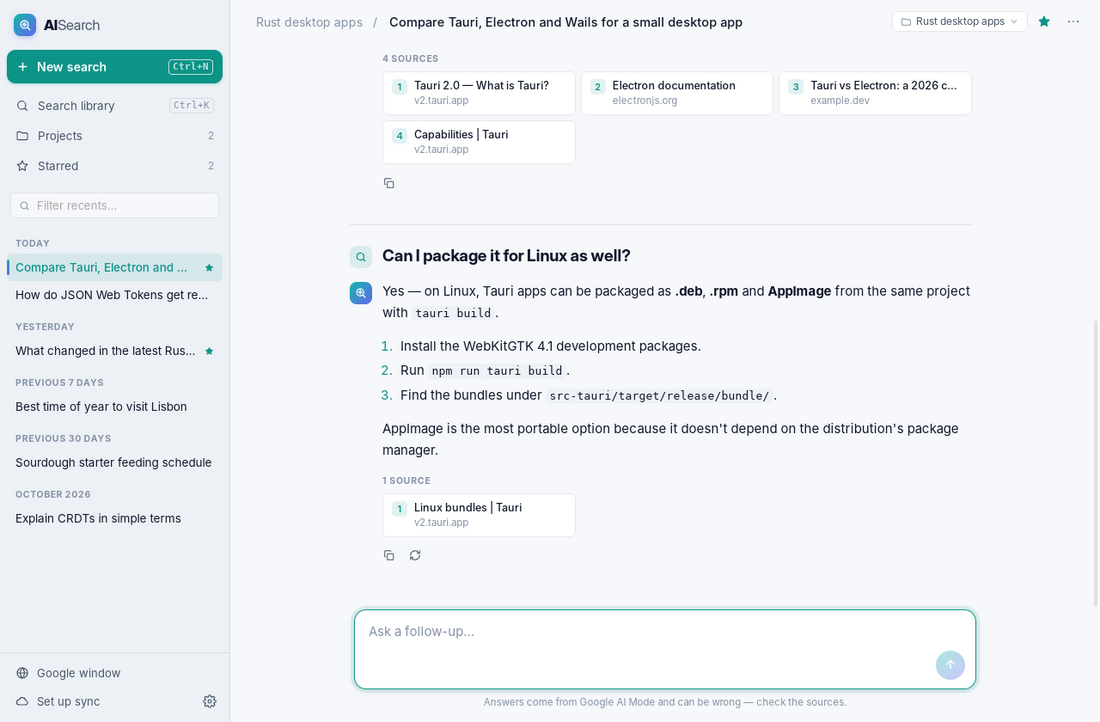 AISearch
New search Ctrl+N
Search library Ctrl+K
Projects 2
Starred 2
Filter recents...
TODAY
Compare Tauri, Electron and ...
How do JSON Web Tokens get re...
YESTERDAY
What changed in the latest Rus...
PREVIOUS 7 DAYS
Best time of year to visit Lisbon
PREVIOUS 30 DAYS
Sourdough starter feeding schedule
OCTOBER 2026
Explain CRDTs in simple terms
Google window
Set up sync
Rust desktop apps / Compare Tauri, Electron and Wails for a small desktop app
Rust desktop apps
4 SOURCES
1 Tauri 2.0 — What is Tauri?
v2.tauri.app
2 Electron documentation
electronjs.org
3 Tauri vs Electron: a 2026 c...
example.dev
4 Capabilities | Tauri
v2.tauri.app
Can I package it for Linux as well?
Yes — on Linux, Tauri apps can be packaged as .deb, .rpm and AppImage from the same project
with tauri build.
1. Install the WebKitGTK 4.1 development packages.
2. Run npm run tauri build.
3. Find the bundles under src-tauri/target/release/bundle/.
AppImage is the most portable option because it doesn't depend on the distribution's package
manager.
1 SOURCE
1 Linux bundles | Tauri
v2.tauri.app
Ask a follow-up...
Answers come from Google AI Mode and can be wrong — check the sources.